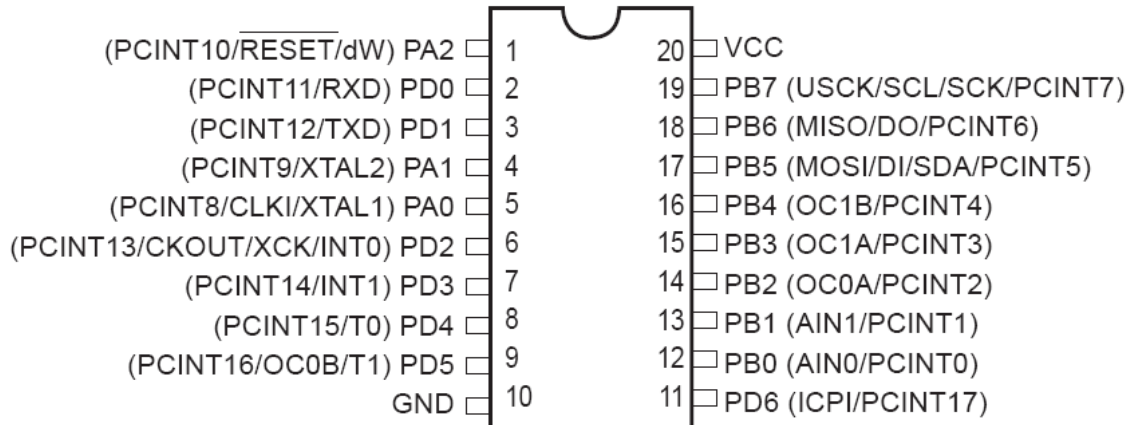 (PCINT10/RESET/dW) PA2 1 20 VCC
(PCINT11/RXD) PD0 2 19 PB7 (USCK/SCL/SCK/PCINT7)
(PCINT12/TXD) PD1 3 18 PB6 (MISO/DO/PCINT6)
(PCINT9/XTAL2) PA1 4 17 PB5 (MOSI/DI/SDA/PCINT5)
(PCINT8/CLKI/XTAL1) PA0 5 16 PB4 (OC1B/PCINT4)
(PCINT13/CKOUT/XCK/INT0) PD2 6 15 PB3 (OC1A/PCINT3)
(PCINT14/INT1) PD3 7 14 PB2 (OC0A/PCINT2)
(PCINT15/T0) PD4 8 13 PB1 (AIN1/PCINT1)
(PCINT16/OC0B/T1) PD5 9 12 PB0 (AIN0/PCINT0)
GND 10 11 PD6 (ICPI/PCINT17)